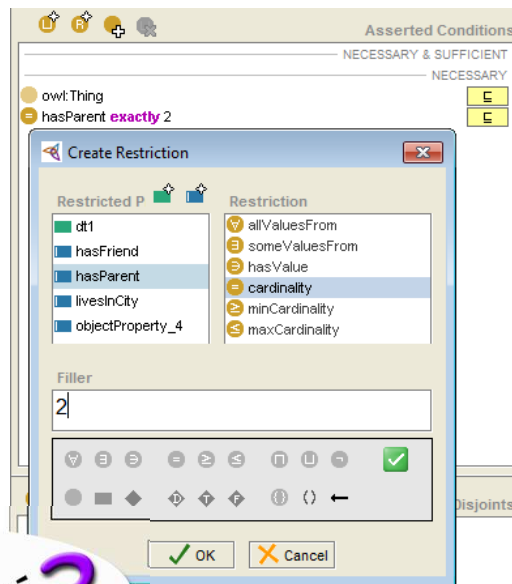 Asserted Conditions
NECESSARY & SUFFICIENT
NECESSARY
owl:Thing
⊑
hasParent exactly 2
⊑
Create Restriction
Restricted P
Restriction
dt1
hasFriend
hasParent
livesInCity
objectProperty_4
∀ allValuesFrom
∃ someValuesFrom
∋ hasValue
= cardinality
≥ minCardinality
≤ maxCardinality
Filler
2
∀ ∃ ∋ = ≥ ≤ ⊓ ⊔ ¬
D T F {} () ←
OK
Cancel
Disjoints
?